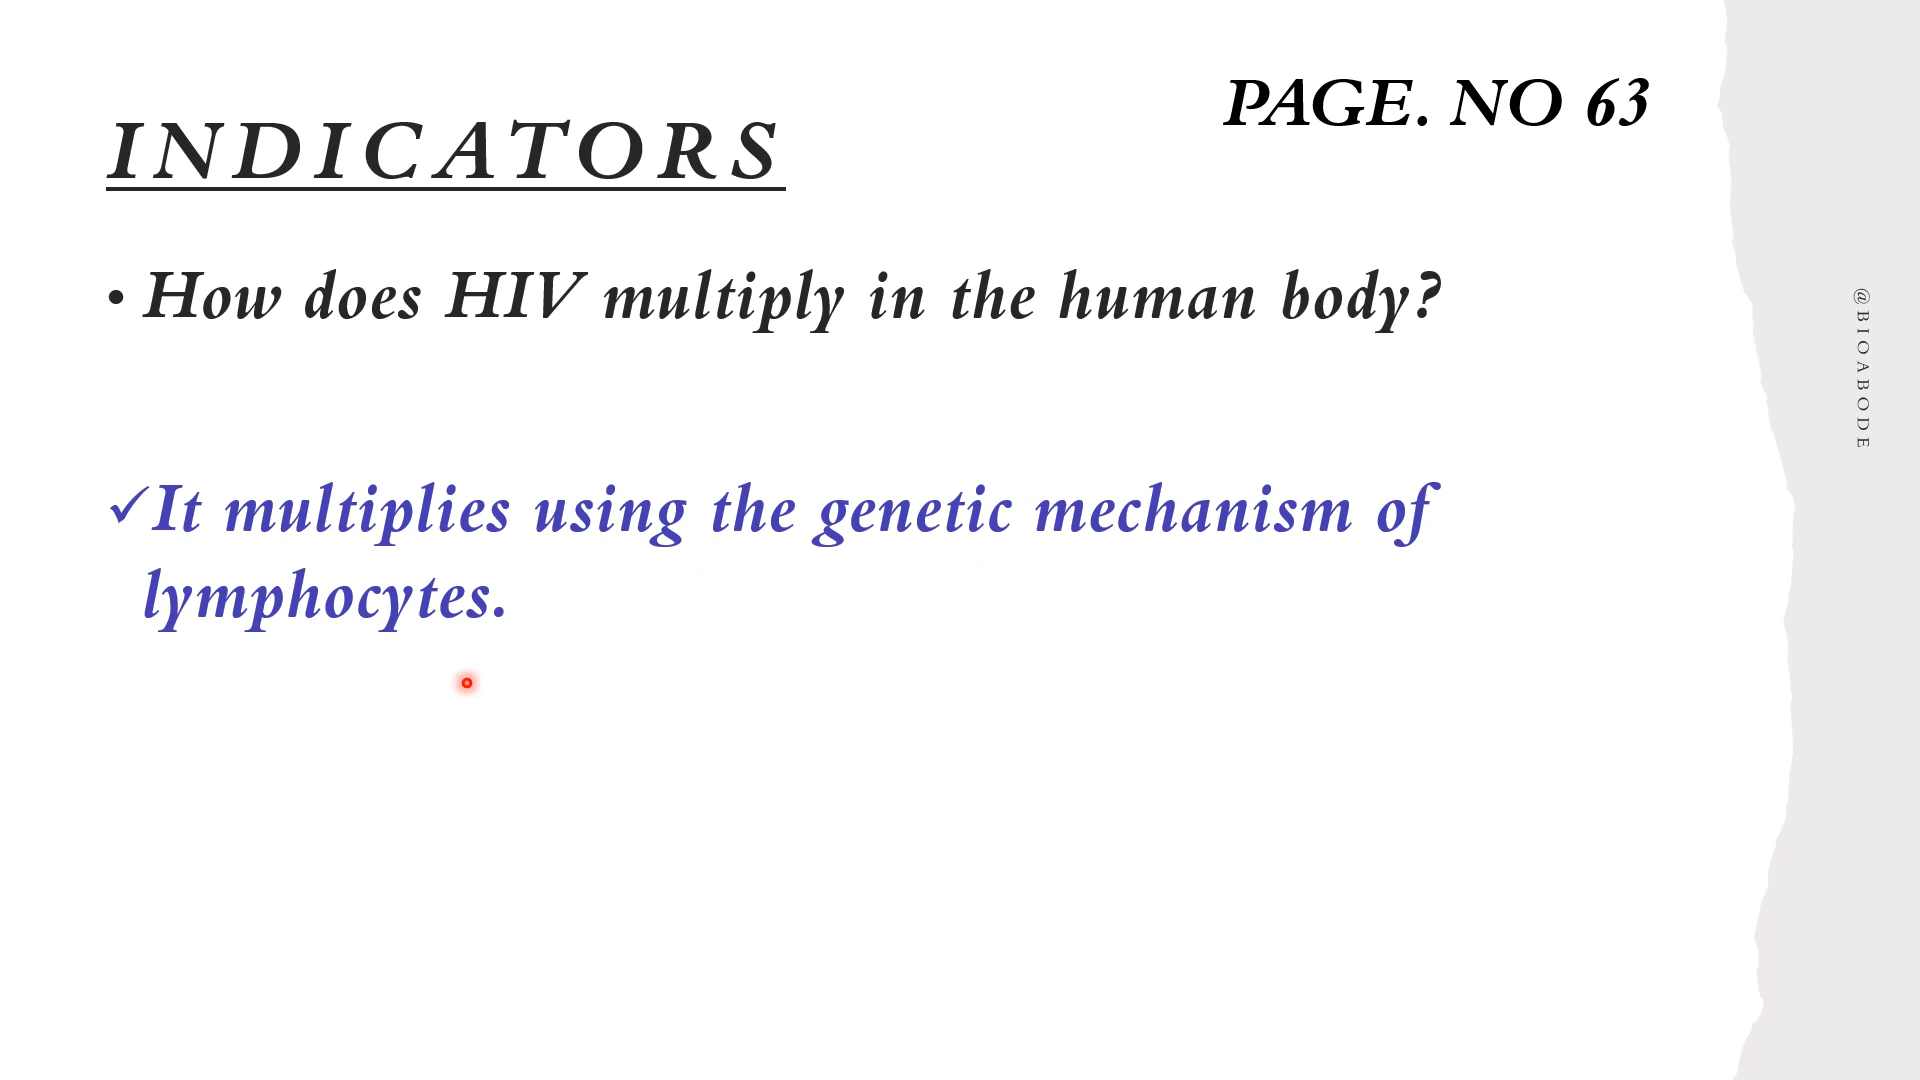 PAGE. NO 63
INDICATORS
• How does HIV multiply in the human body?
✓It multiplies using the genetic mechanism of
lymphocytes.
@BIOABODE